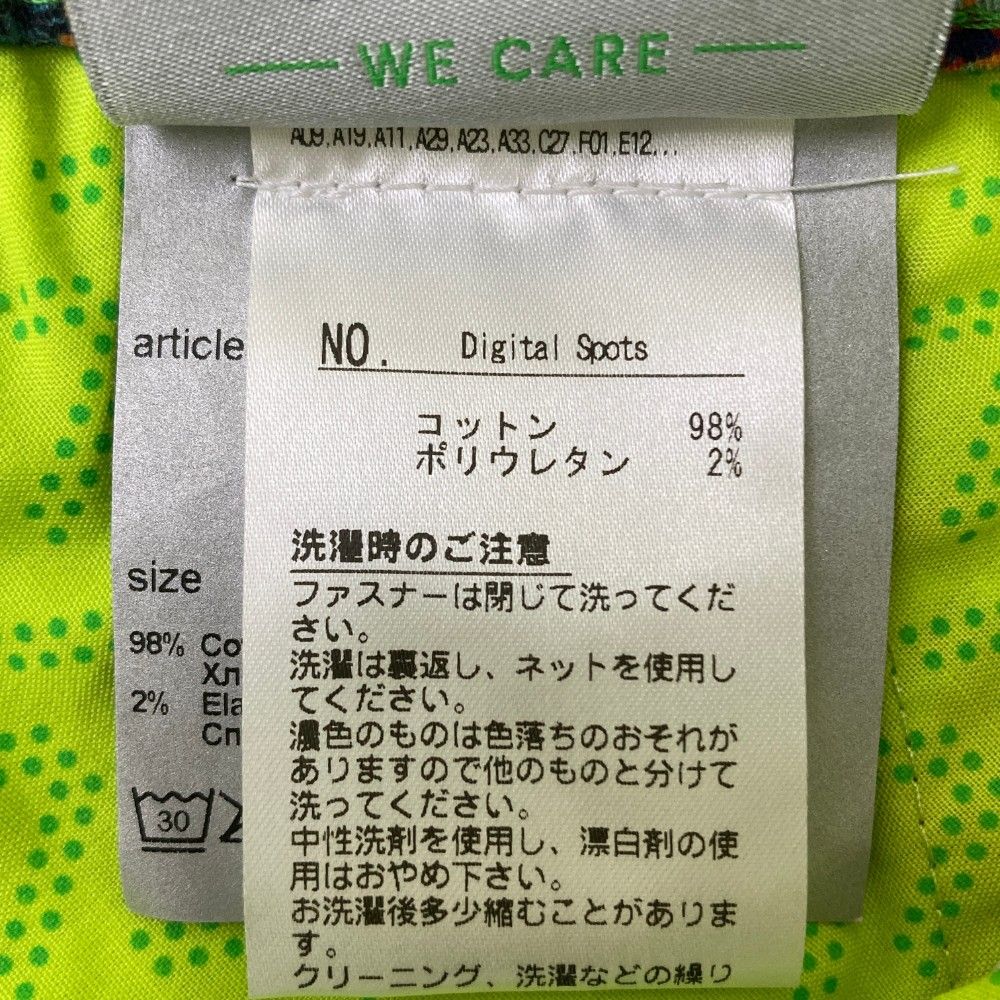 WE CARE
A09,A19,A11,A29,A23,A33,C27,F01,E12...
article
NO. Digital Spots
コットン 98%
ポリウレタン 2%
洗濯時のご注意
size
ファスナーは閉じて洗ってくだ
さい。
98% Co
Хл
洗濯は裏返し、ネットを使用し
てください。
2% Ela
Сп
濃色のものは色落ちのおそれが
ありますので他のものと分けて
洗ってください。
30
中性洗剤を使用し、漂白剤の使
用はおやめ下さい。
お洗濯後多少縮むことがありま
す。
クリーニング、洗濯などの繰り